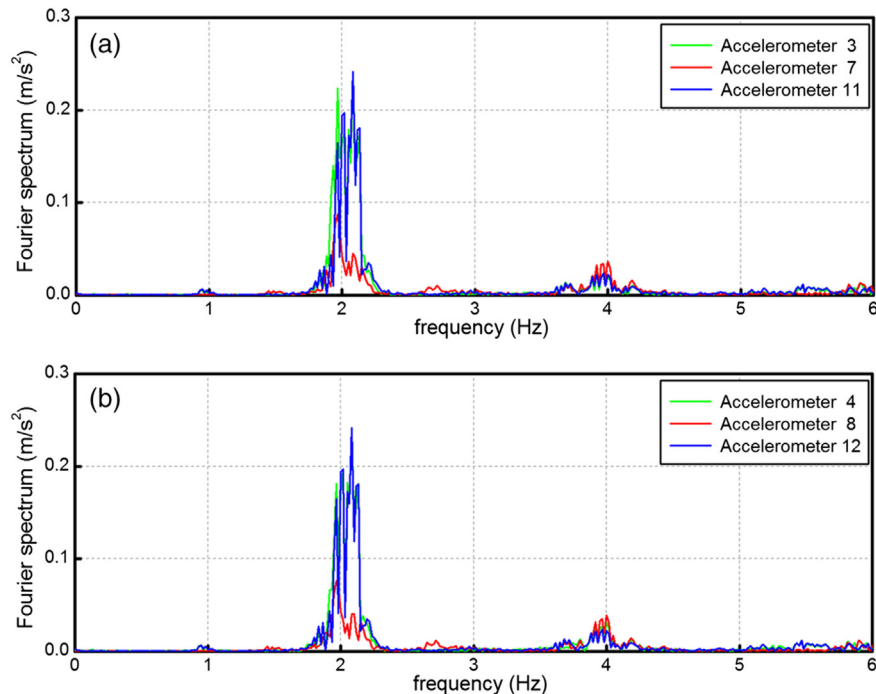 (a)
Accelerometer 3
Accelerometer 7
Accelerometer 11
Fourier spectrum (m/s²)
0.3
0.2
0.1
0.0
0 1 2 3 4 5 6
frequency (Hz)
(b)
Accelerometer 4
Accelerometer 8
Accelerometer 12
Fourier spectrum (m/s²)
0.3
0.2
0.1
0.0
0 1 2 3 4 5 6
frequency (Hz)